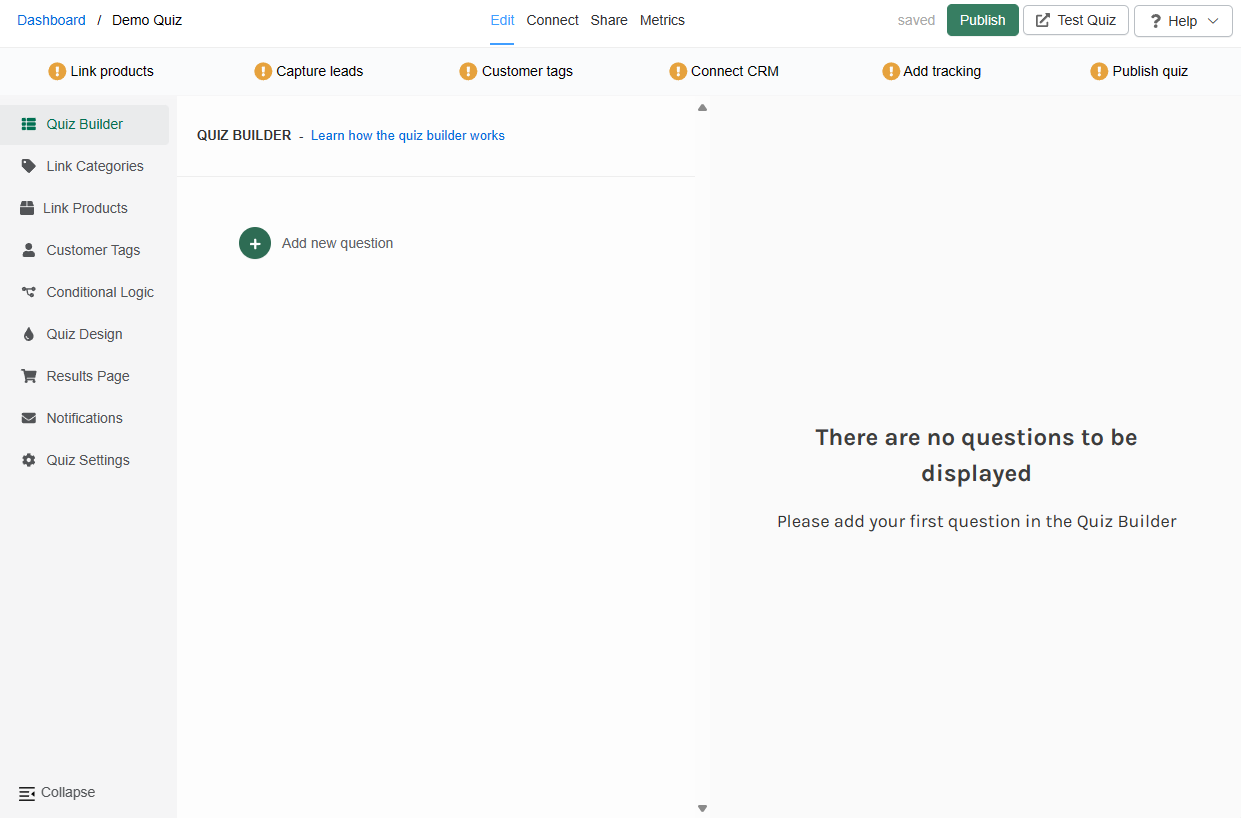 Dashboard / Demo Quiz
Edit Connect Share Metrics
saved Publish Test Quiz ? Help
Link products Capture leads Customer tags Connect CRM Add tracking Publish quiz
Quiz Builder
Link Categories
Link Products
Customer Tags
Conditional Logic
Quiz Design
Results Page
Notifications
Quiz Settings
Collapse
QUIZ BUILDER - Learn how the quiz builder works
Add new question
There are no questions to be
displayed
Please add your first question in the Quiz Builder